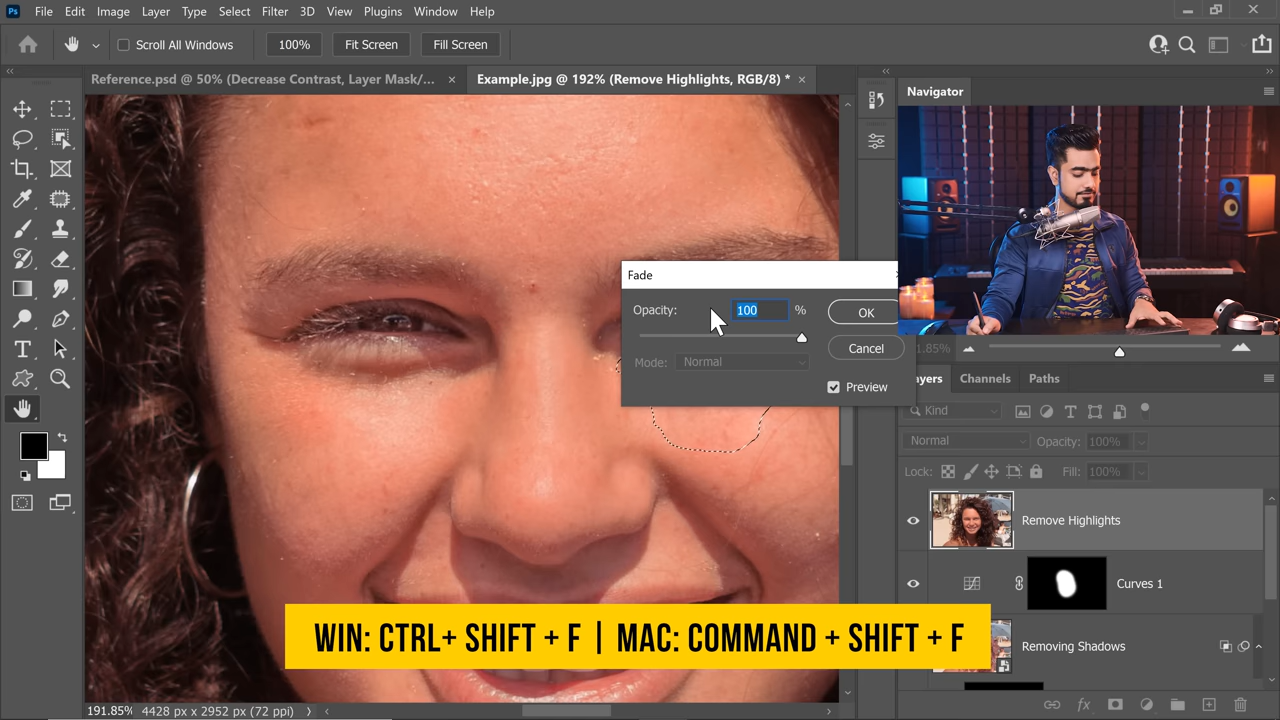 Ps File Edit Image Layer Type Select Filter 3D View Plugins Window Help
Scroll All Windows 100% Fit Screen Fill Screen
Reference.psd @ 50% (Decrease Contrast, Layer Mask/... × Example.jpg @ 192% (Remove Highlights, RGB/8) * ×
Navigator
Fade
Opacity: 100 % OK
Cancel
Mode: Normal
Preview
1.85%
ayers Channels Paths
Kind
Normal Opacity: 100%
Lock: Fill: 100%
Remove Highlights
Curves 1
Removing Shadows
fx
WIN: CTRL+ SHIFT + F | MAC: COMMAND + SHIFT + F
191.85% 4428 px x 2952 px (72 ppi)